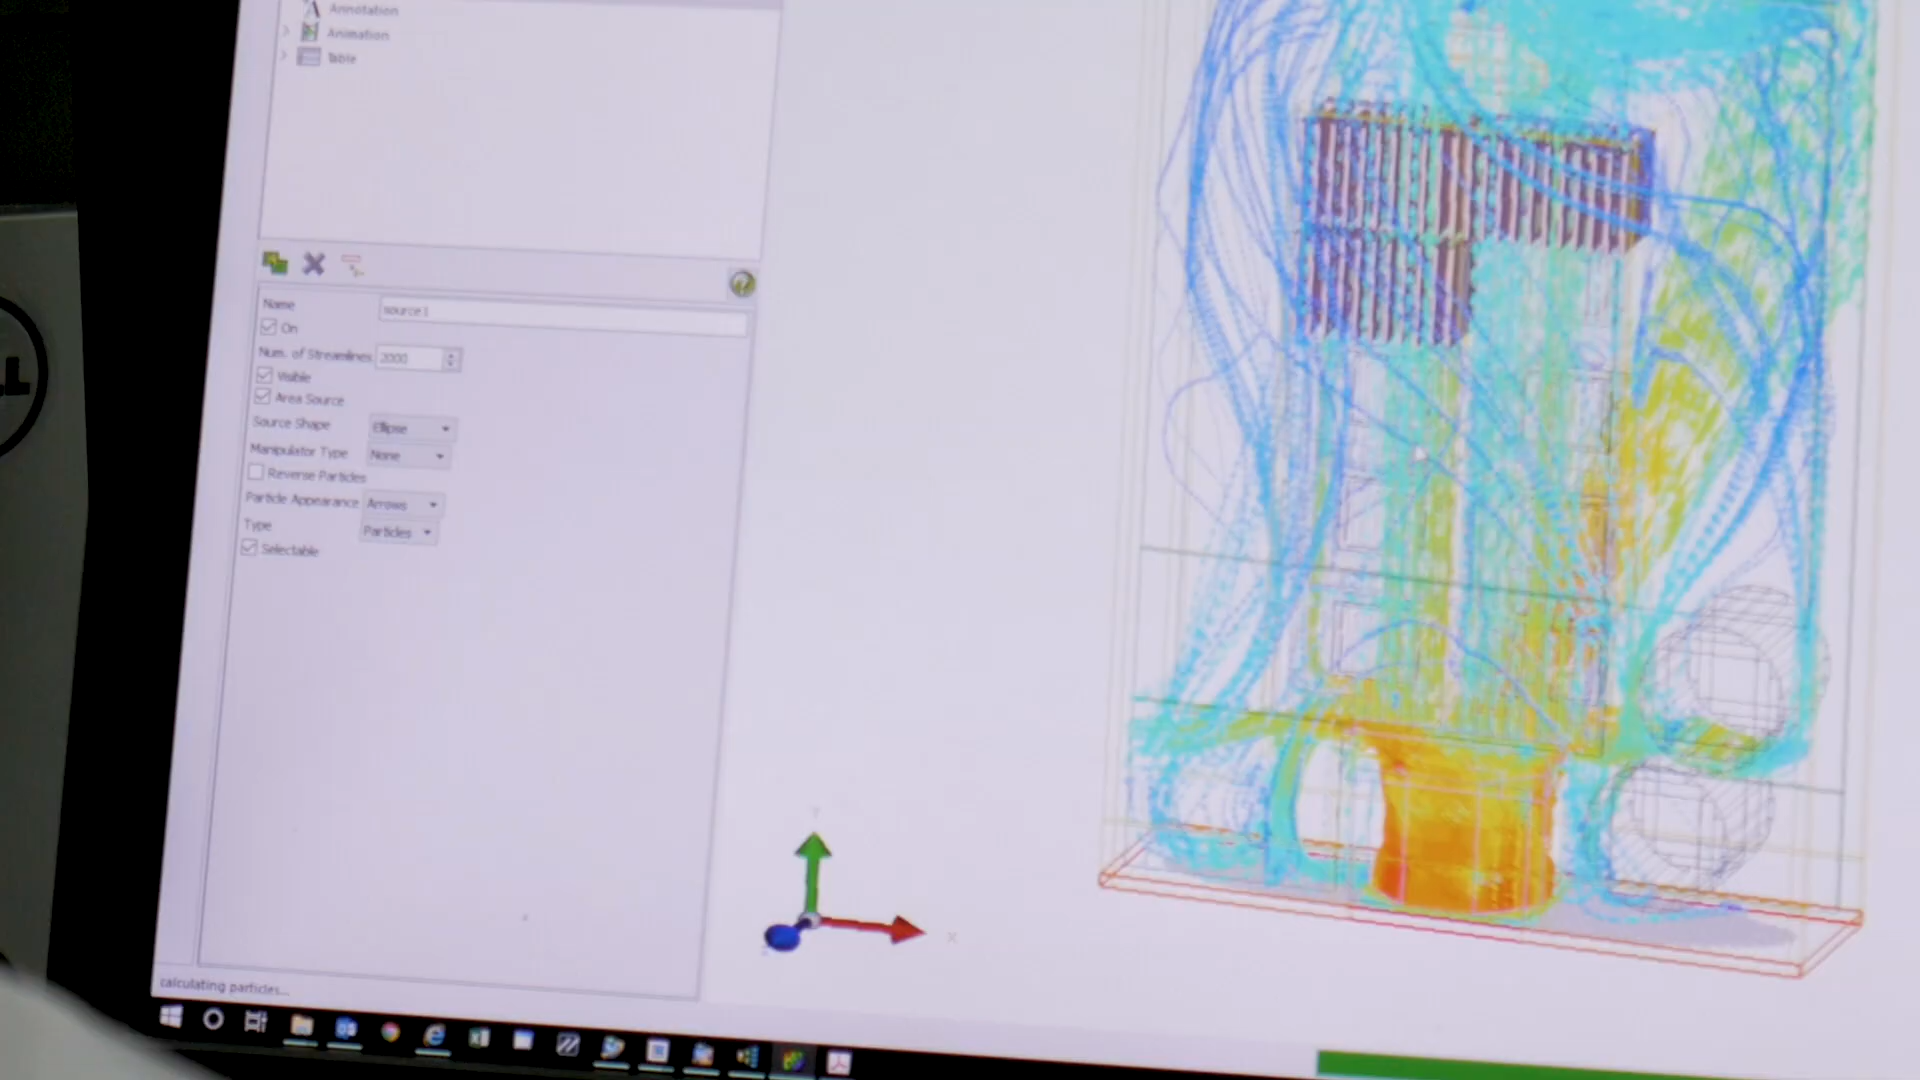 Annotation
Animation
Table
Name source1
On
Num. of Streamlines 2000
Visible
Area Source
Source Shape Ellipse
Manipulator Type None
Reverse Particles
Particle Appearance Arrows
Type Particles
Selectable
Y
X
calculating particles...